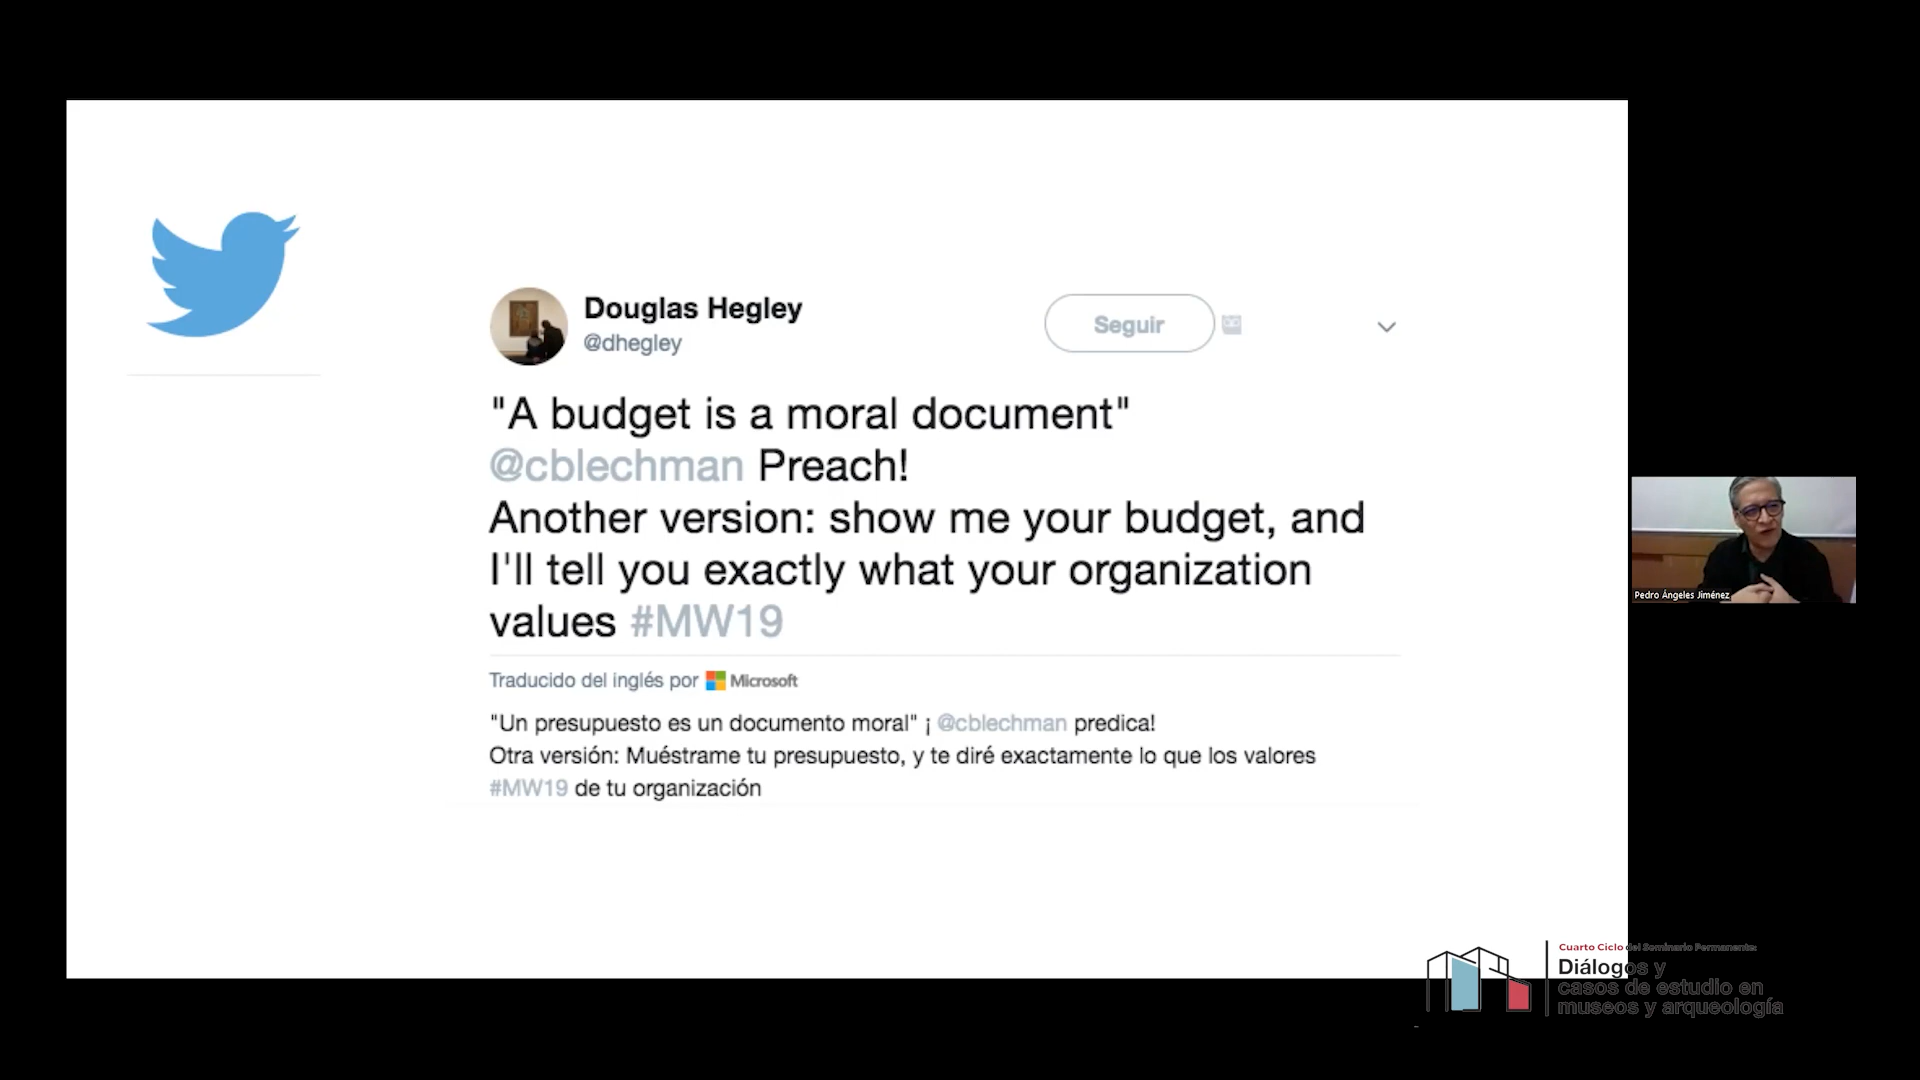 Douglas Hegley
@dhegley
Seguir
"A budget is a moral document"
@cblechman Preach!
Another version: show me your budget, and
I'll tell you exactly what your organization
values #MW19
Traducido del inglés por Microsoft
"Un presupuesto es un documento moral" ¡ @cblechman predica!
Otra versión: Muéstrame tu presupuesto, y te diré exactamente lo que los valores
#MW19 de tu organización
Pedro Ángeles Jiménez
Cuarto Ciclo del Seminario Permanente:
Diálogos y
casos de estudio en
museos y arqueología